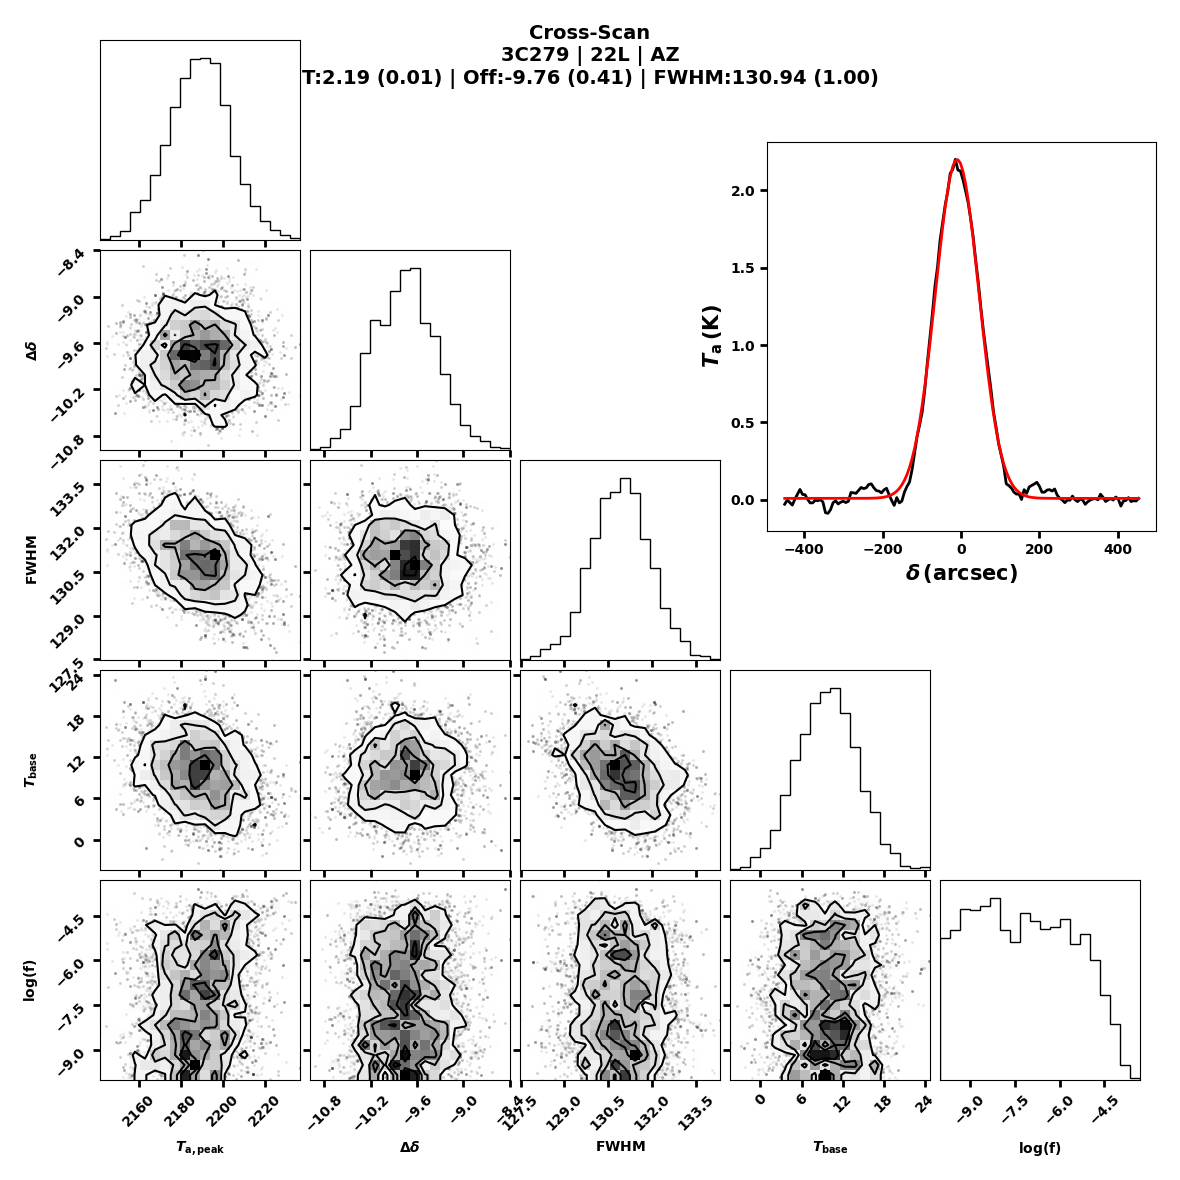 Cross-Scan
3C279 | 22L | AZ
T:2.19 (0.01) | Off:-9.76 (0.41) | FWHM:130.94 (1.00)
2.0
1.5
1.0
0.5
0.0
T_a (K)
−400 −200 0 200 400
δ (arcsec)
−8.4
−9.0
−9.6
−10.2
−10.8
Δδ
133.5
132.0
130.5
129.0
127.5
FWHM
24
18
12
6
0
T_base
−4.5
−6.0
−7.5
−9.0
log(f)
2160 2180 2200 2220
−10.8 −10.2 −9.6 −9.0 −8.4
127.5 129.0 130.5 132.0 133.5
0 6 12 18 24
−9.0 −7.5 −6.0 −4.5
T_a,peak Δδ FWHM T_base log(f)